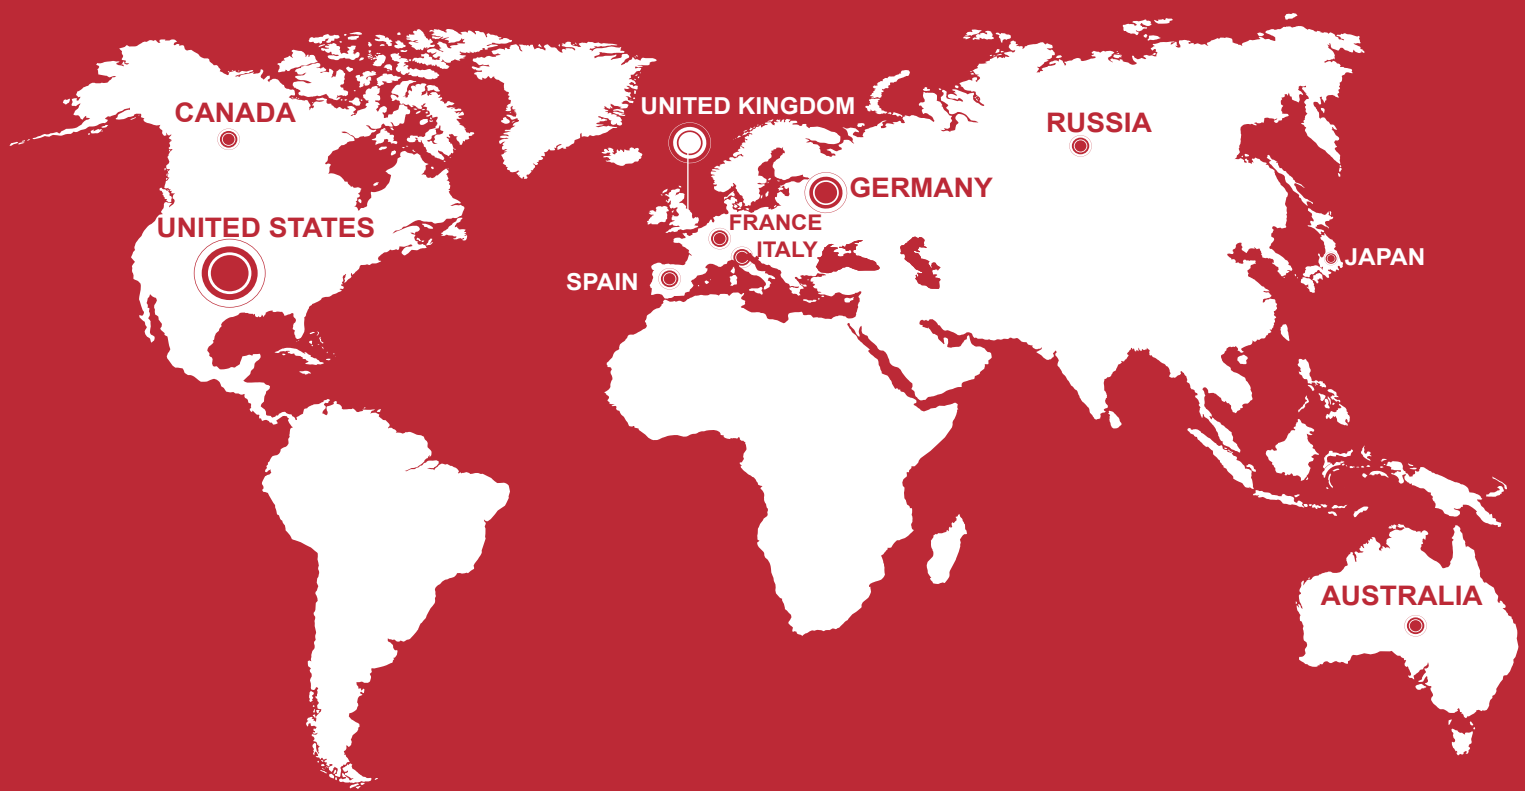 UNITED KINGDOM
CANADA
RUSSIA
GERMANY
FRANCE
UNITED STATES
ITALY
JAPAN
SPAIN
AUSTRALIA